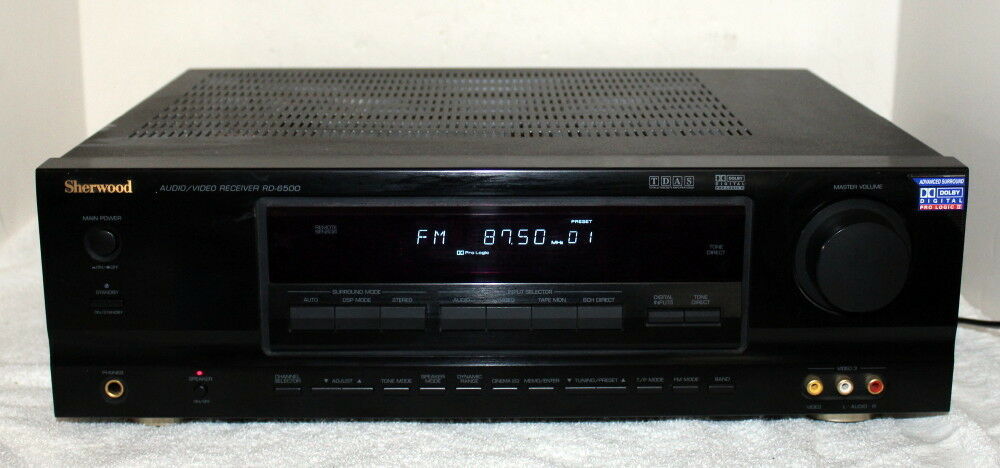 Sherwood
AUDIO/VIDEO RECEIVER RD-6500
TDAS
DOLBY
DIGITAL
MASTER VOLUME
ADVANCED SURROUND
DOLBY
DIGITAL
PRO LOGIC II
MAIN POWER
REMOTE
SENSOR
PRESET
FM 87.50 MHz 01
Pro Logic
TONE
DIRECT
STANDBY
ON/STANDBY
SURROUND MODE
INPUT SELECTOR
AUTO
DSP MODE
STEREO
AUDIO
VIDEO
TAPE MON.
6CH DIRECT
DIGITAL
INPUTS
TONE
DIRECT
PHONES
SPEAKER
ON/OFF
CHANNEL
SELECTOR
▼ ADJUST ▲
TONE MODE
SPEAKER
MODE
DYNAMIC
RANGE
CINEMA EQ
MEMO/ENTER
▼ TUNING/PRESET ▲
T/P MODE
FM MODE
BAND
VIDEO 3
VIDEO
L - AUDIO - R